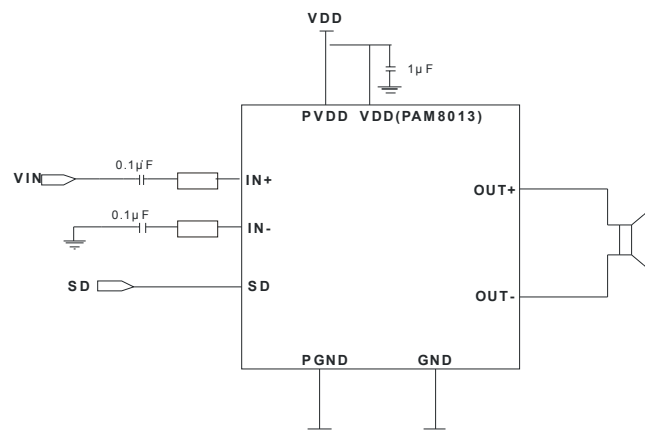 VDD
1µF
PVDD VDD(PAM8013)
0.1µF
VIN
IN+
OUT+
0.1µF
IN-
SD
SD
OUT-
PGND GND